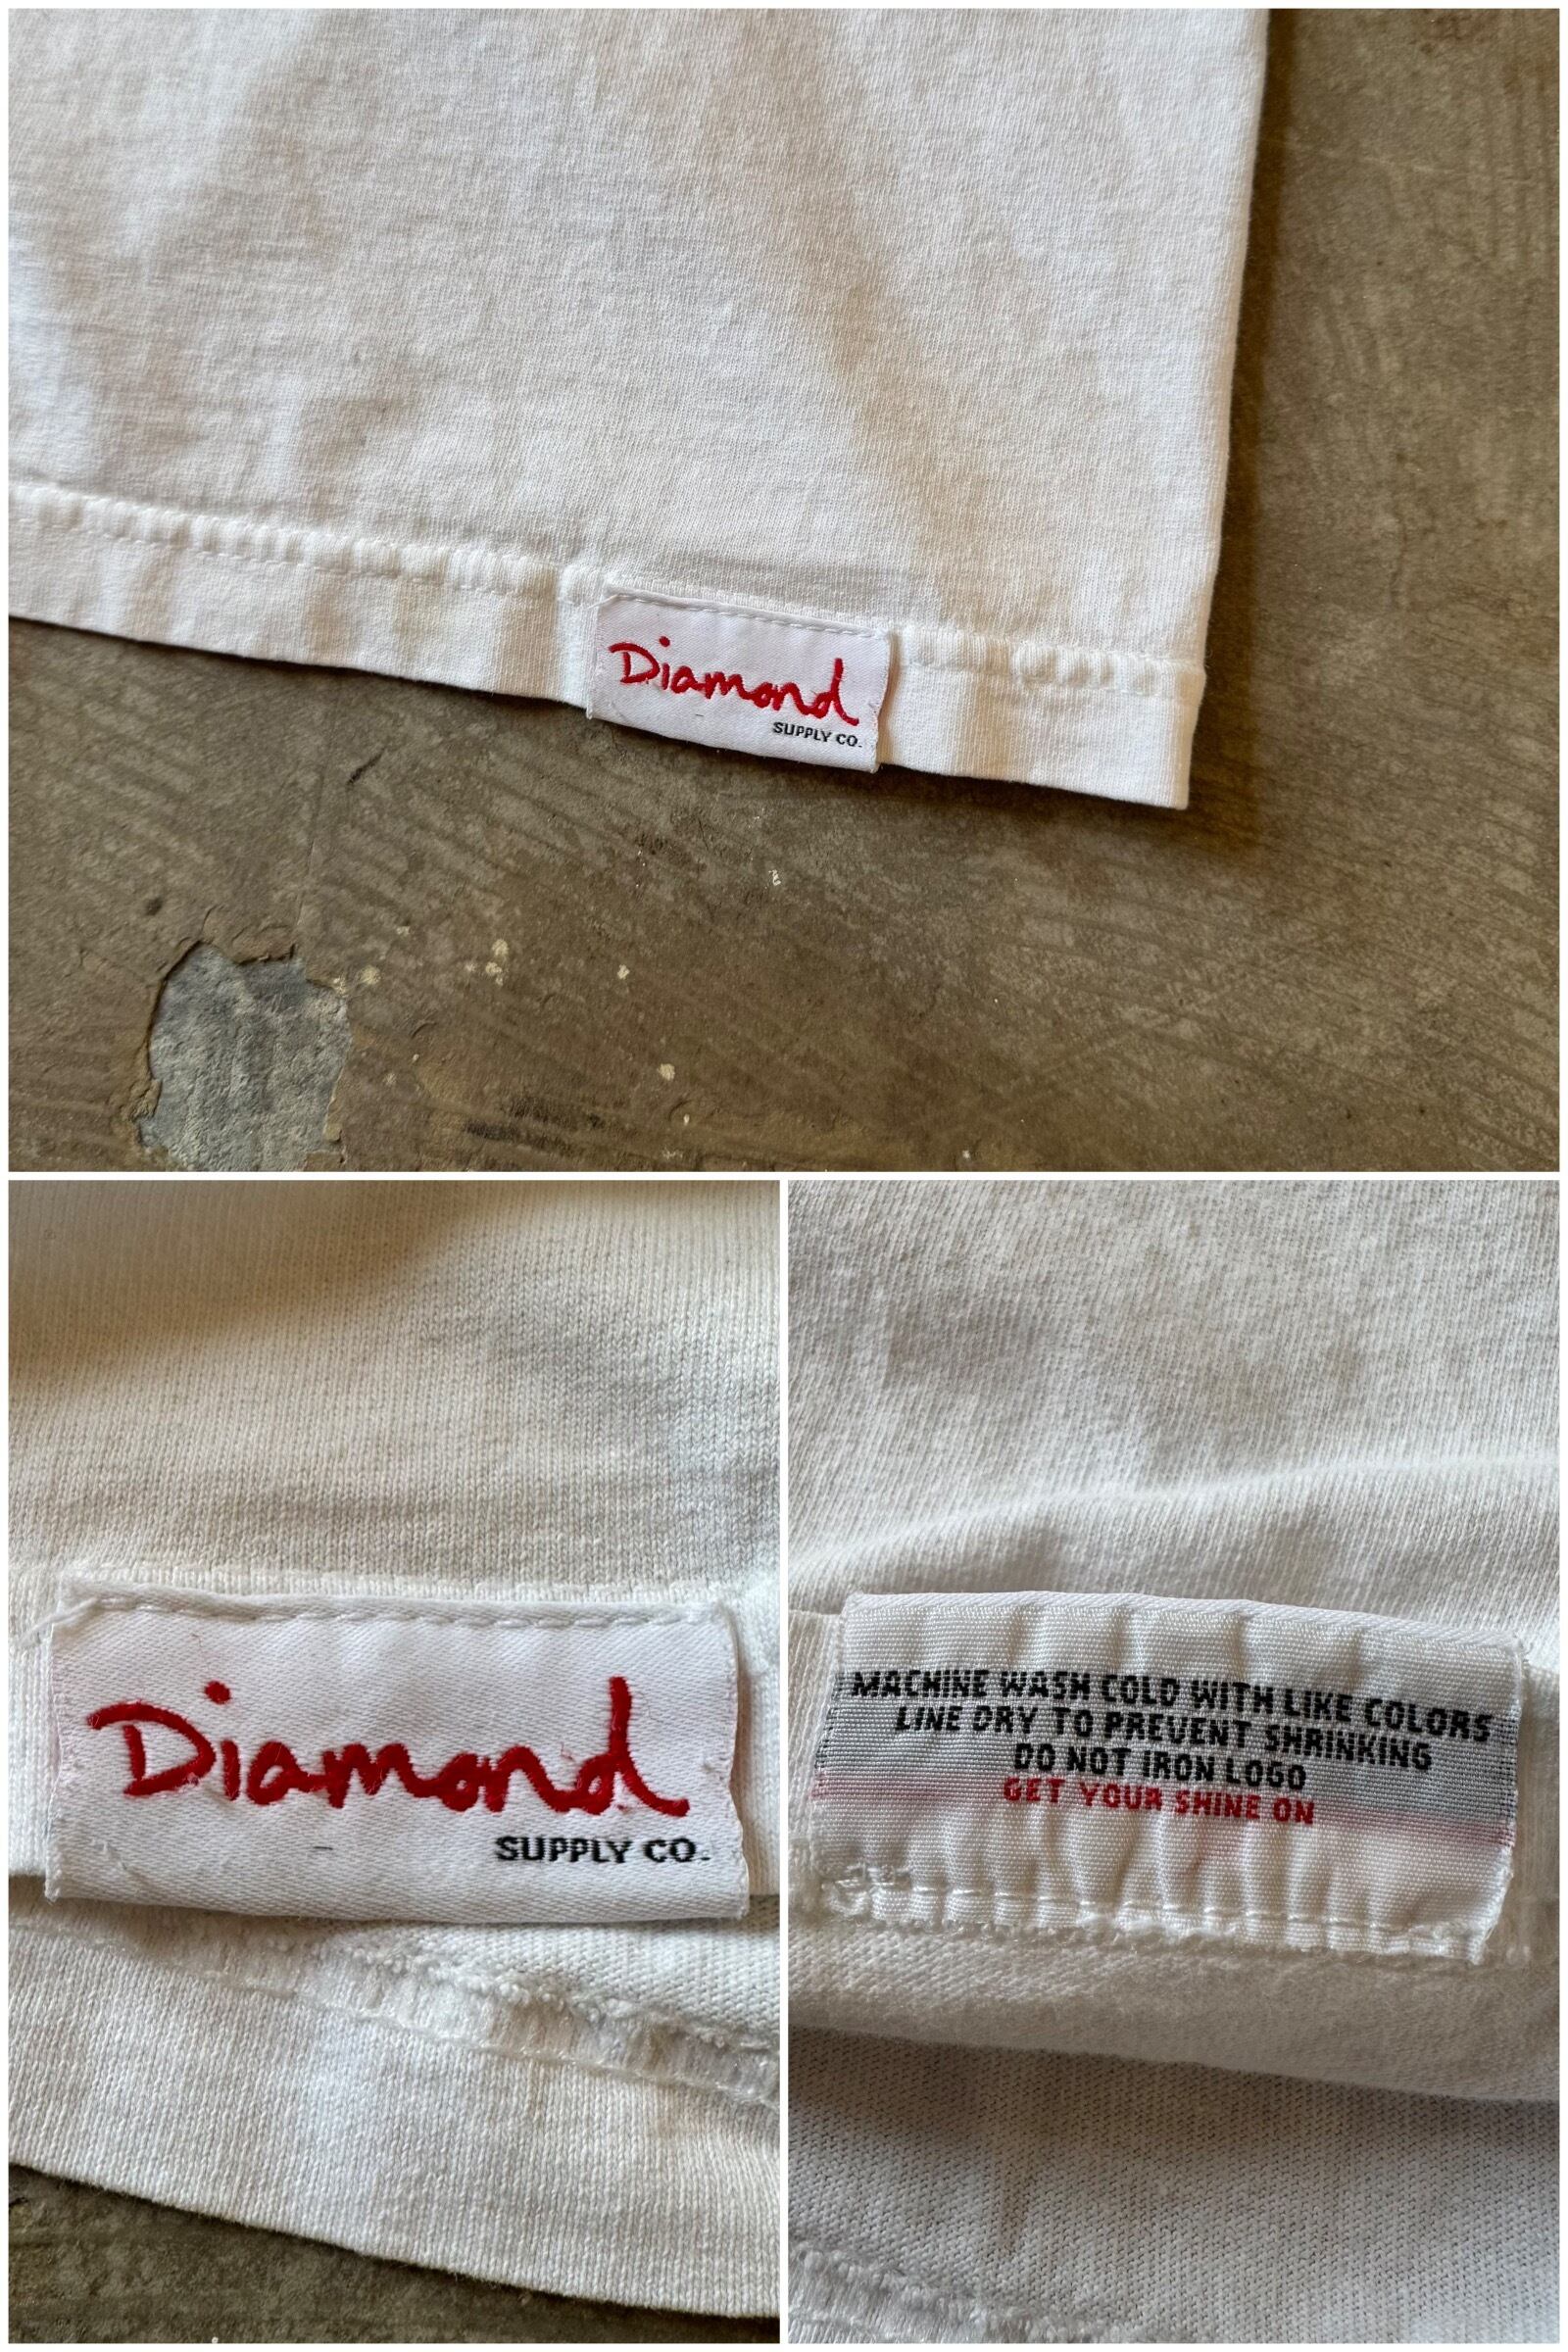 Diamond
SUPPLY CO.
Diamond
SUPPLY CO.
MACHINE WASH COLD WITH LIKE COLORS
LINE DRY TO PREVENT SHRINKING
DO NOT IRON LOGO
GET YOUR SHINE ON